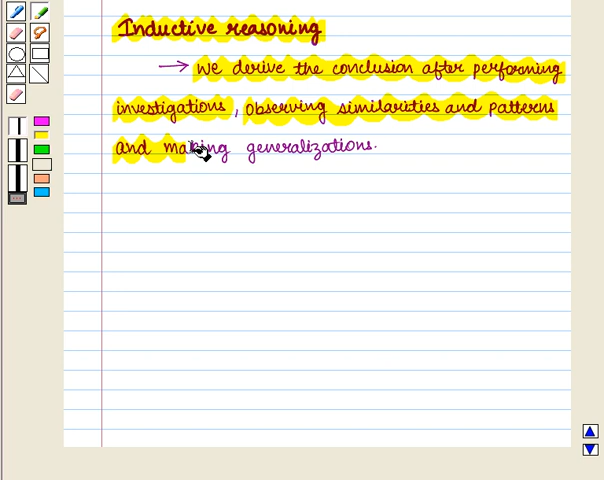 Inductive reasoning
→ We derive the conclusion after performing
investigations, observing similarities and patterns
and making generalizations.